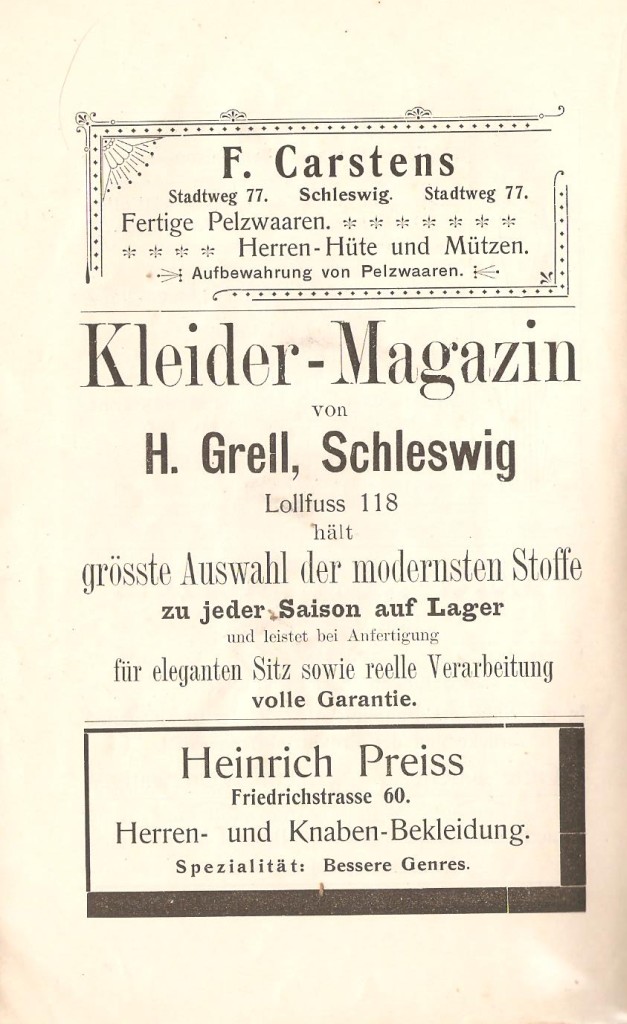 F. Carstens
Stadtweg 77. Schleswig. Stadtweg 77.
Fertige Pelzwaaren.
Herren-Hüte und Mützen.
Aufbewahrung von Pelzwaaren.
Kleider-Magazin
von
H. Grell, Schleswig
Lollfuss 118
hält
grösste Auswahl der modernsten Stoffe
zu jeder Saison auf Lager
und leistet bei Anfertigung
für eleganten Sitz sowie reelle Verarbeitung
volle Garantie.
Heinrich Preiss
Friedrichstrasse 60.
Herren- und Knaben-Bekleidung.
Spezialität: Bessere Genres.